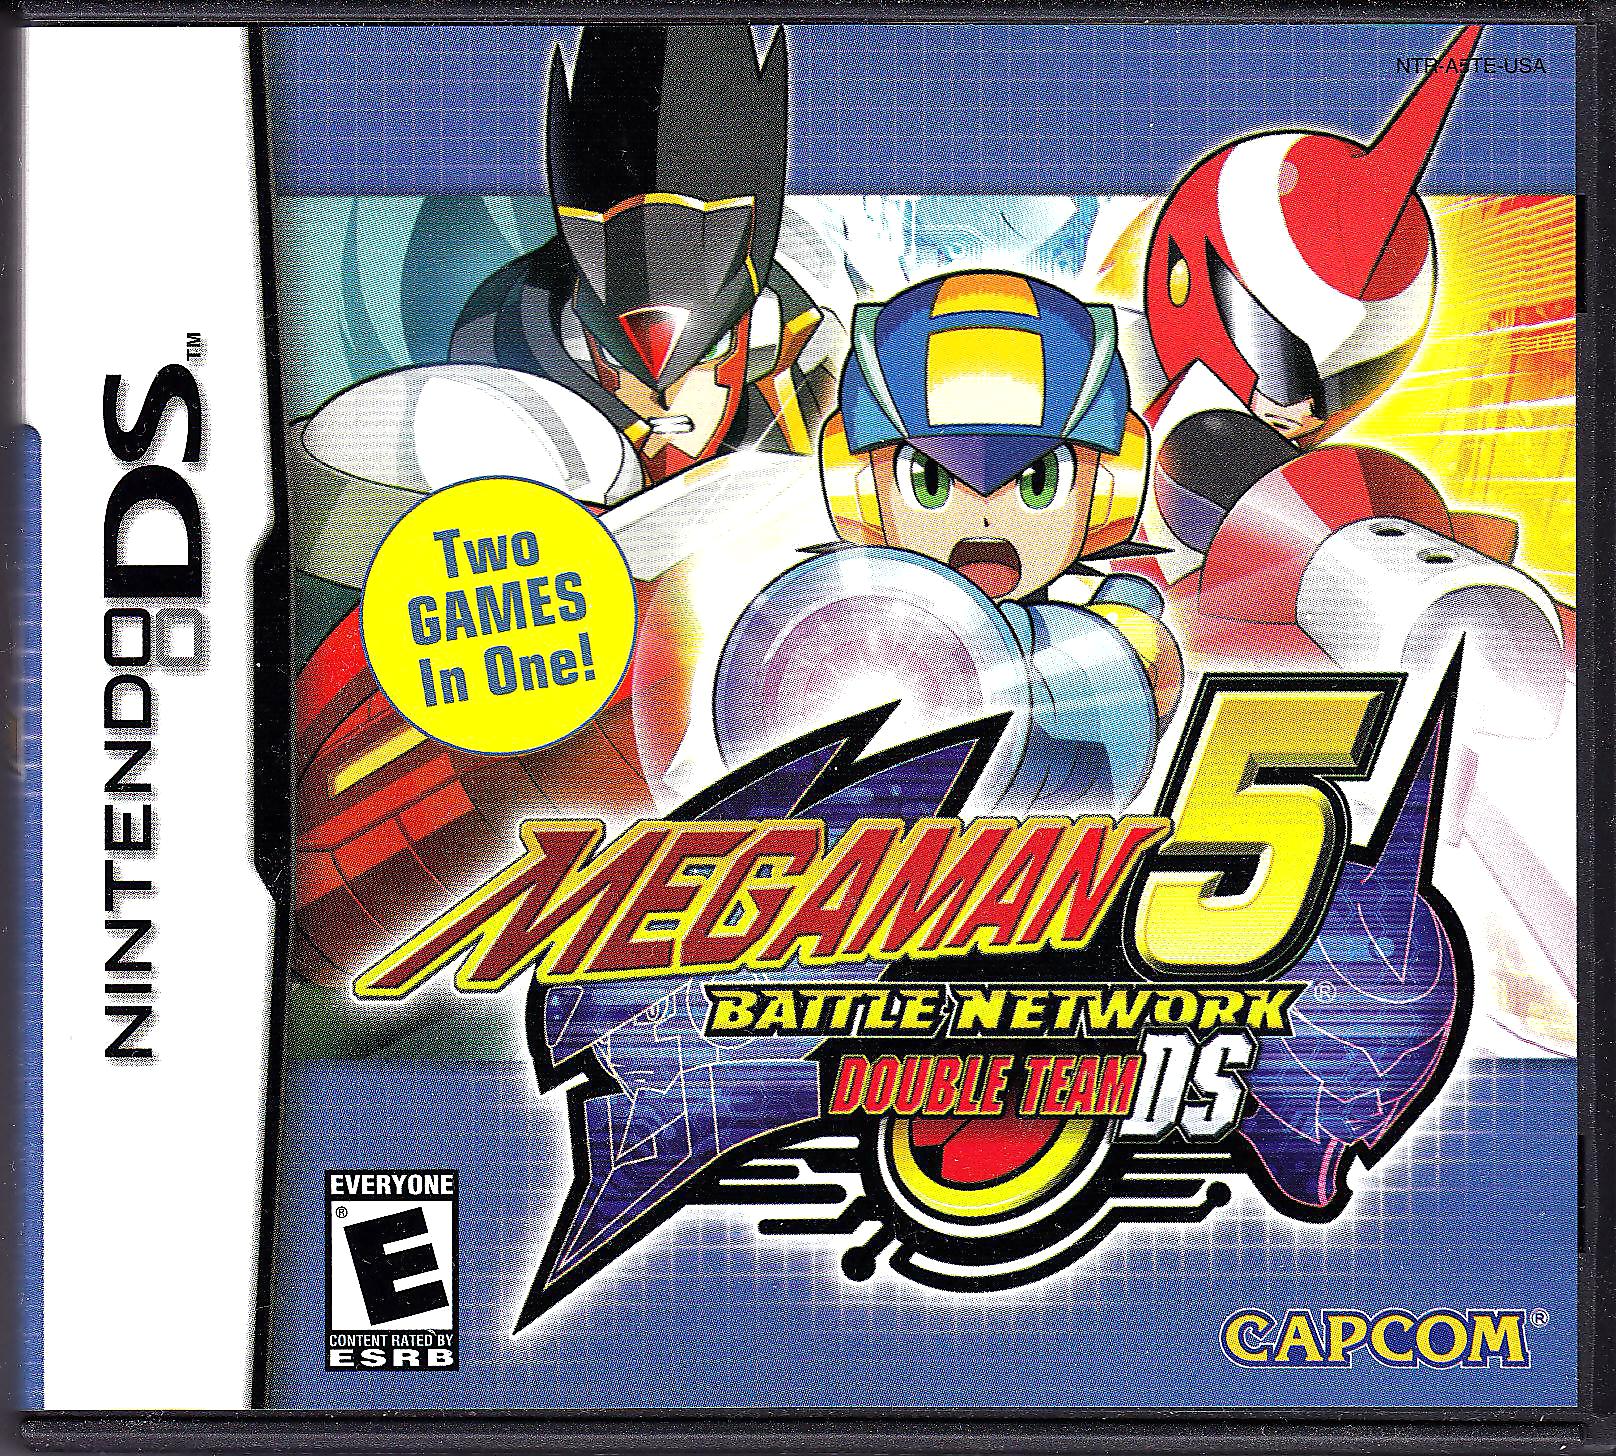 NTR-A5TE-USA
NINTENDO DS™
Two
GAMES
In One!
MEGAMAN 5
BATTLE NETWORK®
DOUBLE TEAM DS
EVERYONE
®
E
CONTENT RATED BY
ESRB
CAPCOM®